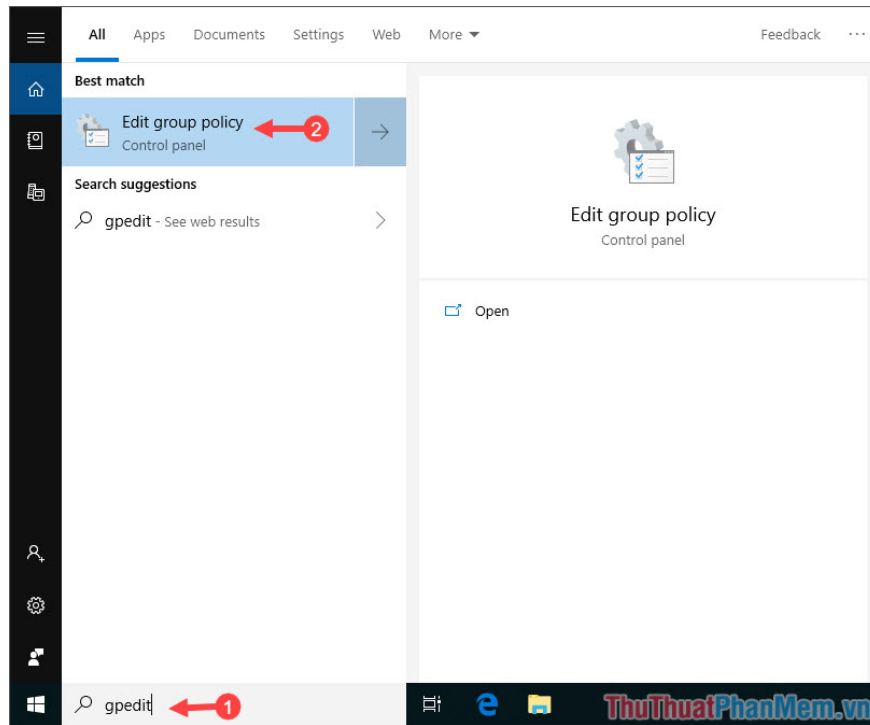 All Apps Documents Settings Web More Feedback ...
Best match
Edit group policy
2
Control panel
Search suggestions
gpedit - See web results
Edit group policy
Control panel
Open
gpedit
1
ThuThuatPhanMem.vn